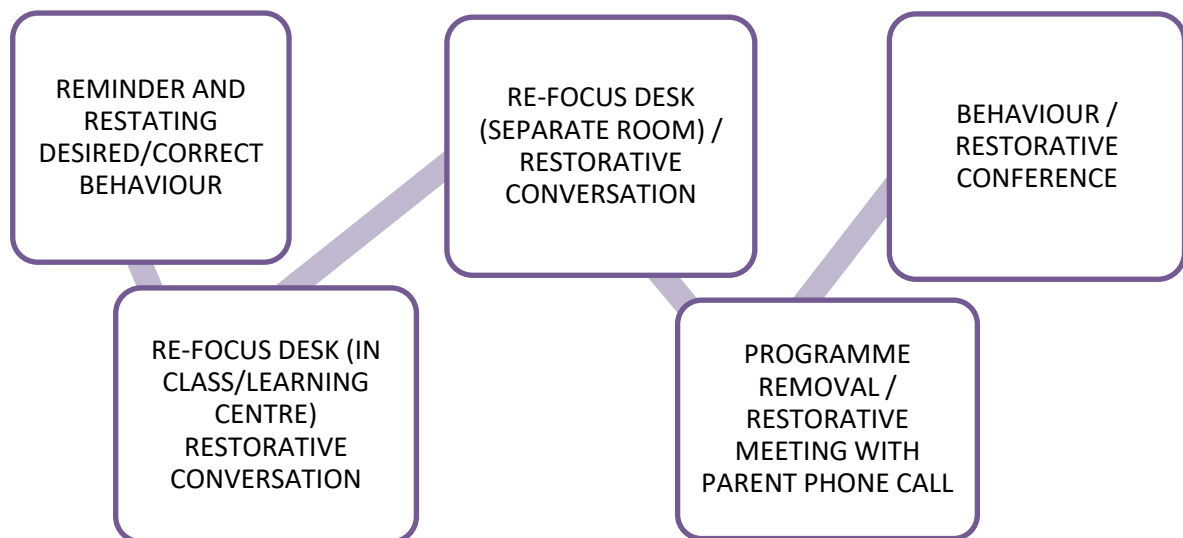 REMINDER AND
RESTATING
DESIRED/CORRECT
BEHAVIOUR
RE-FOCUS DESK (IN
CLASS/LEARNING
CENTRE)
RESTORATIVE
CONVERSATION
RE-FOCUS DESK
(SEPARATE ROOM) /
RESTORATIVE
CONVERSATION
PROGRAMME
REMOVAL /
RESTORATIVE
MEETING WITH
PARENT PHONE CALL
BEHAVIOUR /
RESTORATIVE
CONFERENCE